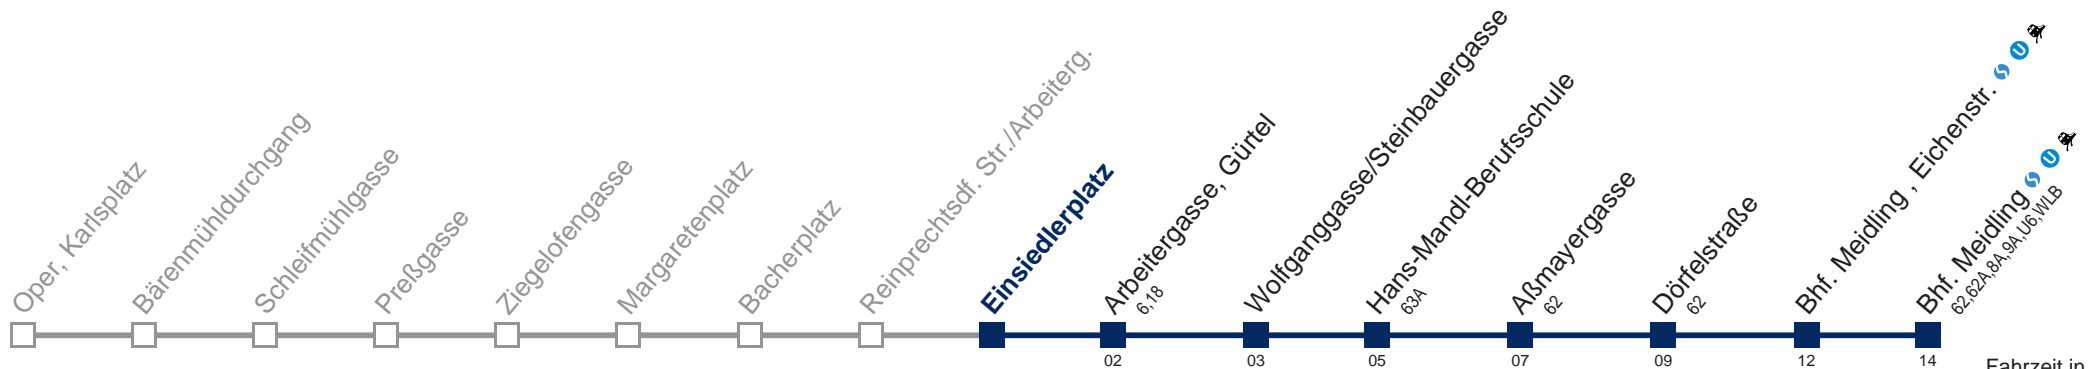 Oper, Karlsplatz
Bärenmühldurchgang
Schleifmühlgasse
Preßgasse
Ziegelofengasse
Margaretenplatz
Bacherplatz
Reinprechtsdf. Str./Arbeiterg.
Einsiedlerplatz
Arbeitergasse, Gürtel
6,18
Wolfganggasse/Steinbauergasse
Hans-Mandl-Berufsschule
63A
Aßmayergasse
62
Dörfelstraße
62
Bhf. Meidling , Eichenstr. S U
Bhf. Meidling S U
62,62A,8A,9A,U6,WLB
02 03 05 07 09 12 14
Fahrzeit in